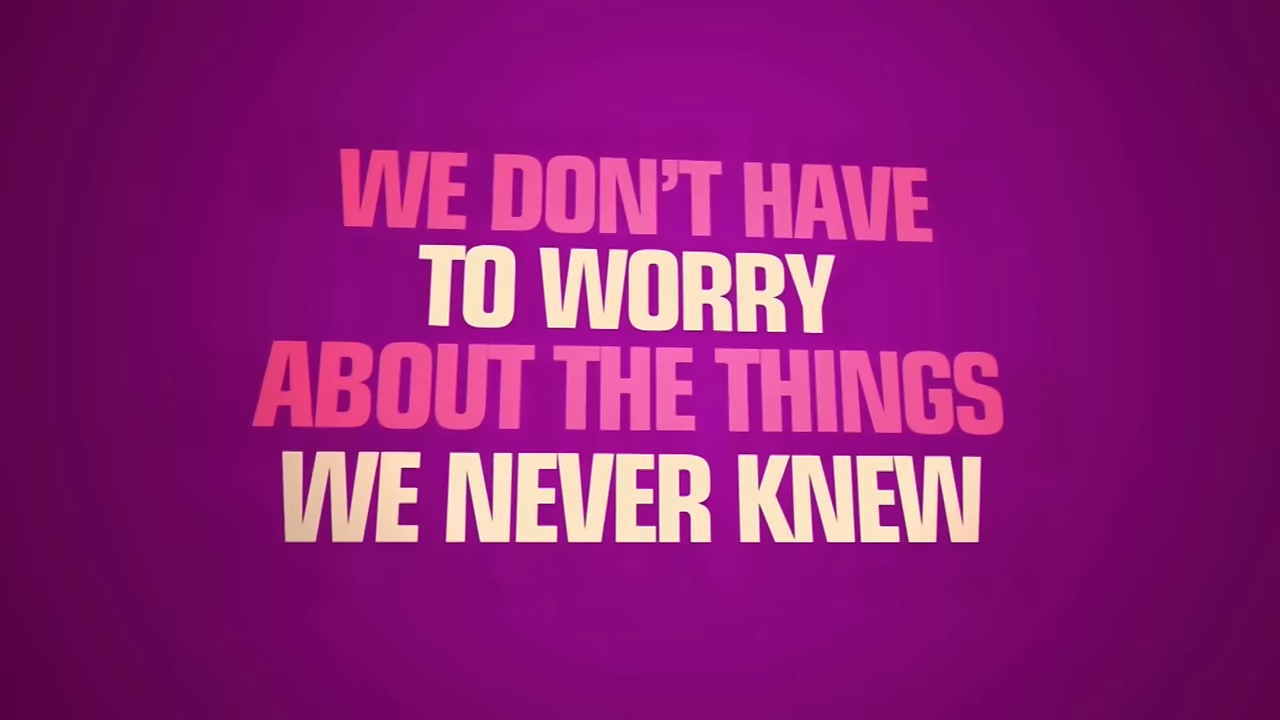 WE DON'T HAVE
TO WORRY
ABOUT THE THINGS
WE NEVER KNEW